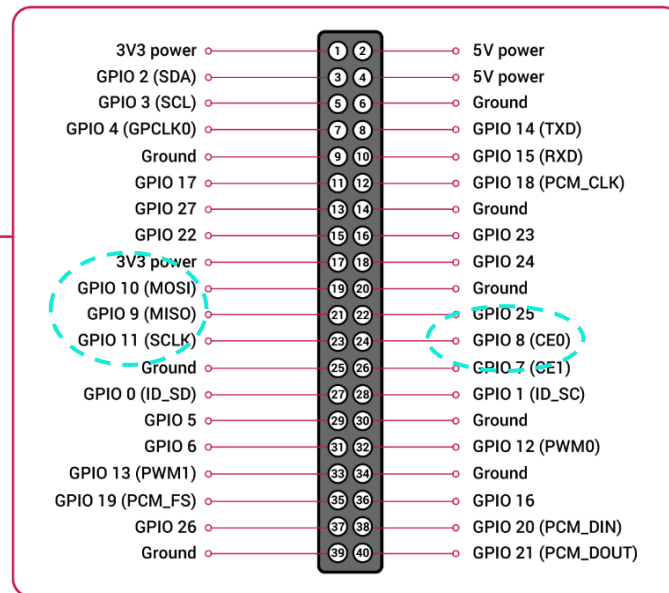 3V3 power 1 2 5V power
GPIO 2 (SDA) 3 4 5V power
GPIO 3 (SCL) 5 6 Ground
GPIO 4 (GPCLK0) 7 8 GPIO 14 (TXD)
Ground 9 10 GPIO 15 (RXD)
GPIO 17 11 12 GPIO 18 (PCM_CLK)
GPIO 27 13 14 Ground
GPIO 22 15 16 GPIO 23
3V3 power 17 18 GPIO 24
GPIO 10 (MOSI) 19 20 Ground
GPIO 9 (MISO) 21 22 GPIO 25
GPIO 11 (SCLK) 23 24 GPIO 8 (CE0)
Ground 25 26 GPIO 7 (CE1)
GPIO 0 (ID_SD) 27 28 GPIO 1 (ID_SC)
GPIO 5 29 30 Ground
GPIO 6 31 32 GPIO 12 (PWM0)
GPIO 13 (PWM1) 33 34 Ground
GPIO 19 (PCM_FS) 35 36 GPIO 16
GPIO 26 37 38 GPIO 20 (PCM_DIN)
Ground 39 40 GPIO 21 (PCM_DOUT)